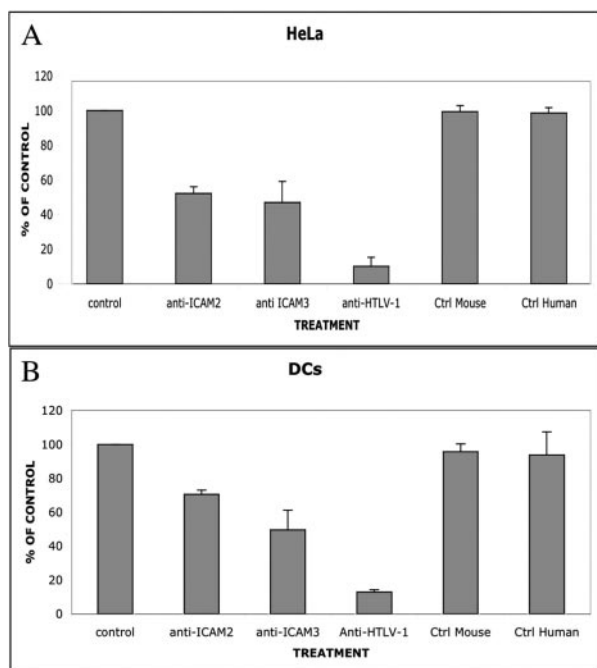 A
HeLa
120
100
80
60
40
20
0
% OF CONTROL
control anti-ICAM2 anti ICAM3 anti-HTLV-1 Ctrl Mouse Ctrl Human
TREATMENT
B
DCs
120
100
80
60
40
20
0
% OF CONTROL
control anti-ICAM2 anti-ICAM3 Anti-HTLV-1 Ctrl Mouse Ctrl Human
TREATMENT